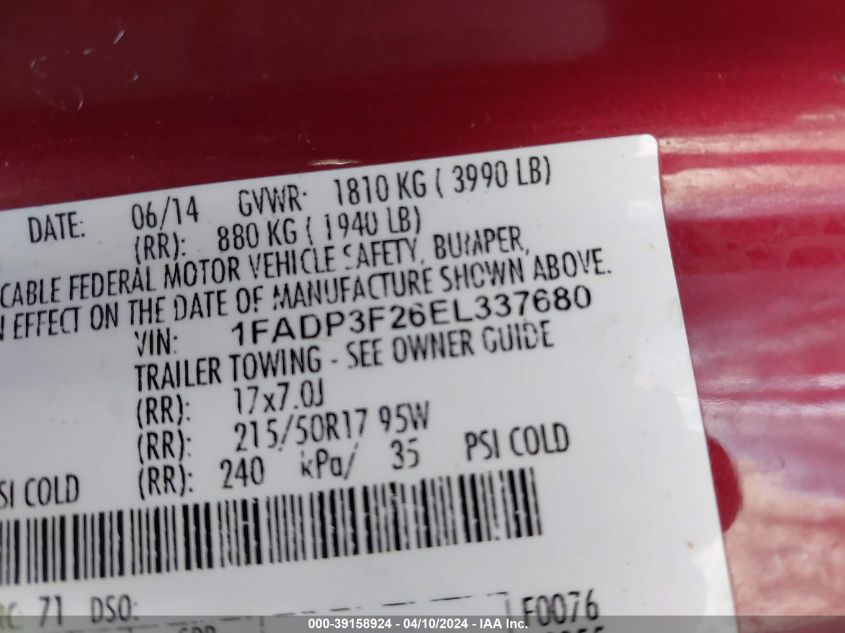 DATE: 06/14 GVWR: 1810 KG ( 3990 LB)
(RR): 880 KG ( 1940 LB)
CABLE FEDERAL MOTOR VEHICLE SAFETY, BUMPER,
N EFFECT ON THE DATE OF MANUFACTURE SHOWN ABOVE.
VIN: 1FADP3F26EL337680
TRAILER TOWING - SEE OWNER GUIDE
(RR): 17x7.0J
(RR): 215/50R17 95W
SI COLD (RR): 240 kPa/ 35 PSI COLD
RC: 71 DSO: LF0076
000-39158924 - 04/10/2024 - IAA Inc.